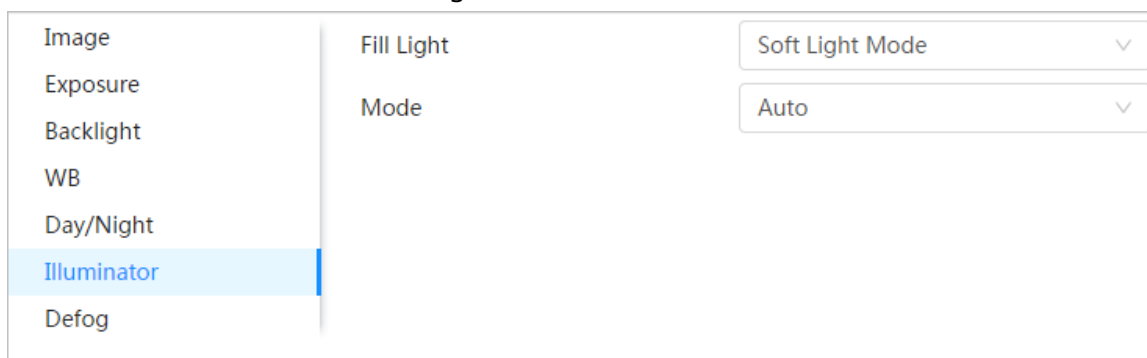 Image
Exposure
Backlight
WB
Day/Night
Illuminator
Defog
Fill Light Soft Light Mode
Mode Auto